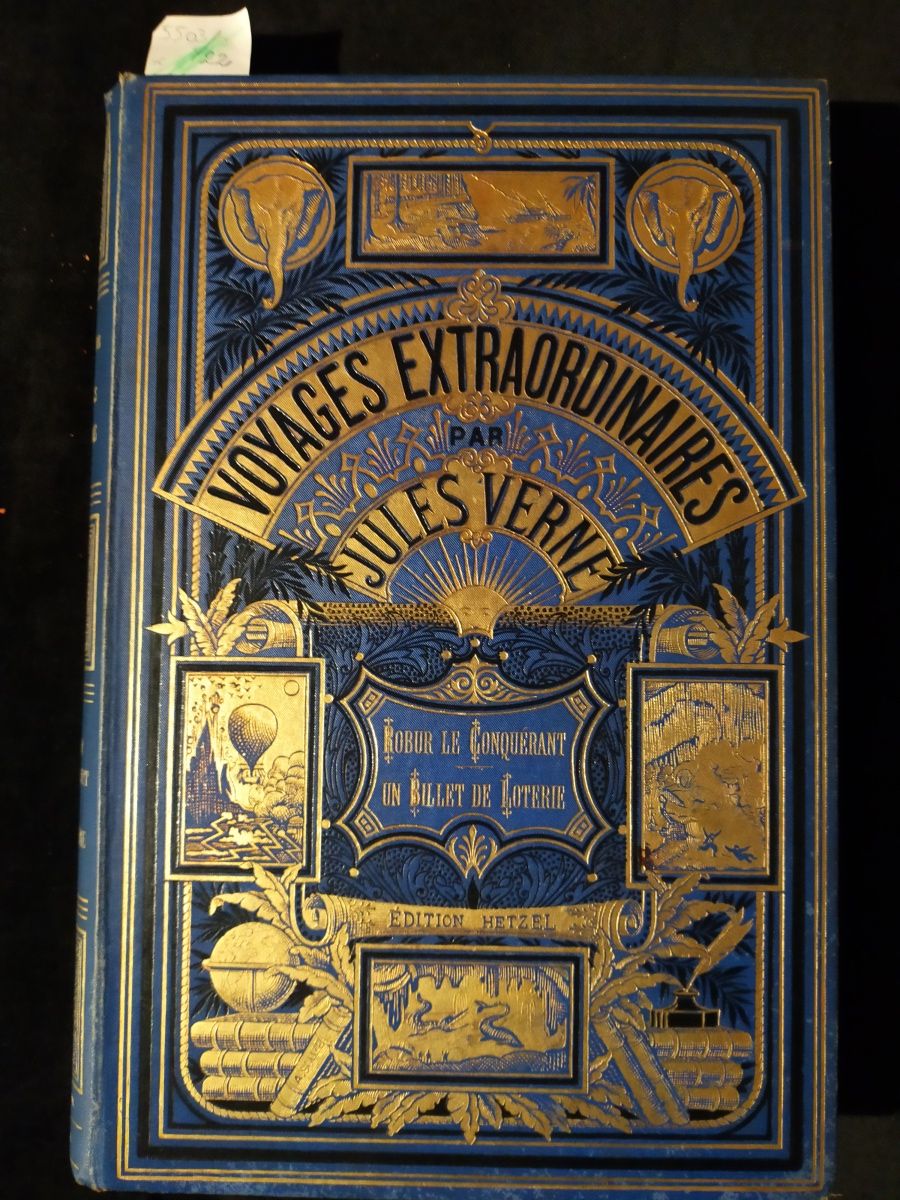 VOYAGES EXTRAORDINAIRES
PAR
JULES VERNE
ROBUR LE CONQUÉRANT
UN BILLET DE LOTERIE
ÉDITION HETZEL